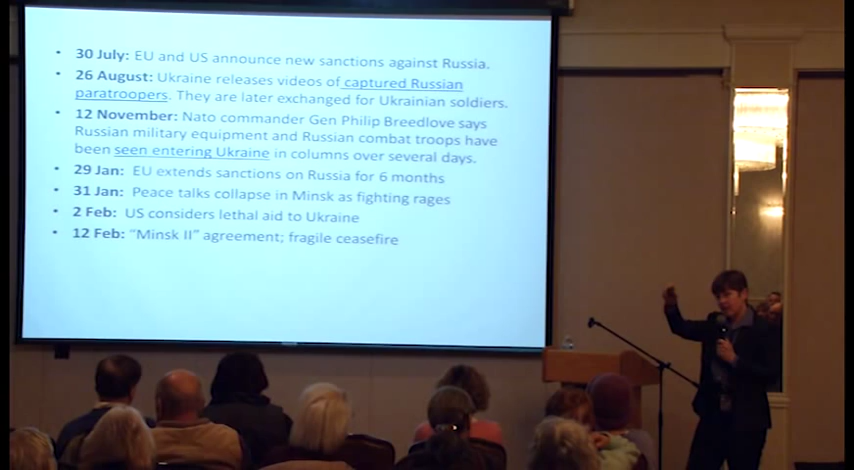 • 30 July: EU and US announce new sanctions against Russia.
• 26 August: Ukraine releases videos of captured Russian
paratroopers. They are later exchanged for Ukrainian soldiers.
• 12 November: Nato commander Gen Philip Breedlove says
Russian military equipment and Russian combat troops have
been seen entering Ukraine in columns over several days.
• 29 Jan: EU extends sanctions on Russia for 6 months
• 31 Jan: Peace talks collapse in Minsk as fighting rages
• 2 Feb: US considers lethal aid to Ukraine
• 12 Feb: “Minsk II” agreement; fragile ceasefire